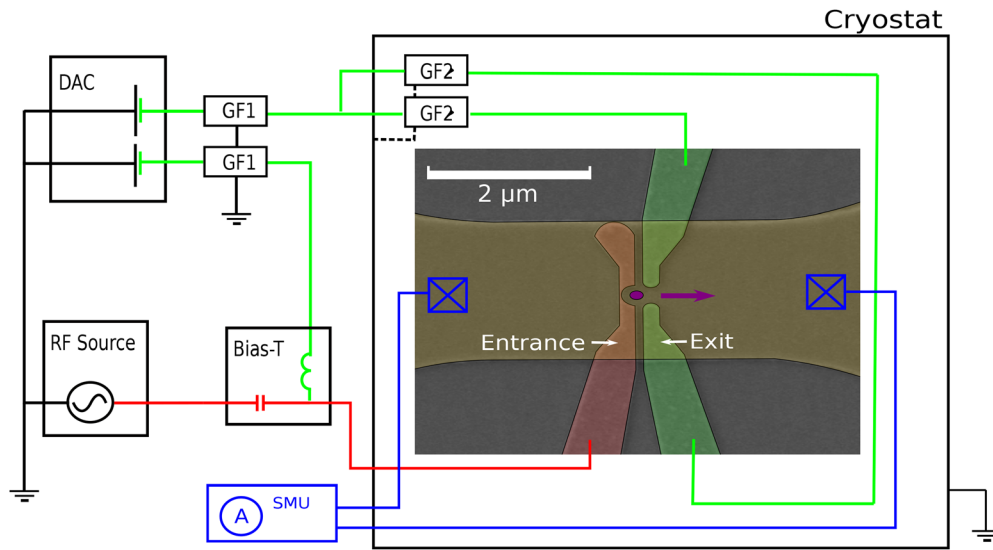 Cryostat
DAC
GF2
GF1
GF2
GF1
2 μm
RF Source
Bias-T
Entrance
Exit
SMU
A